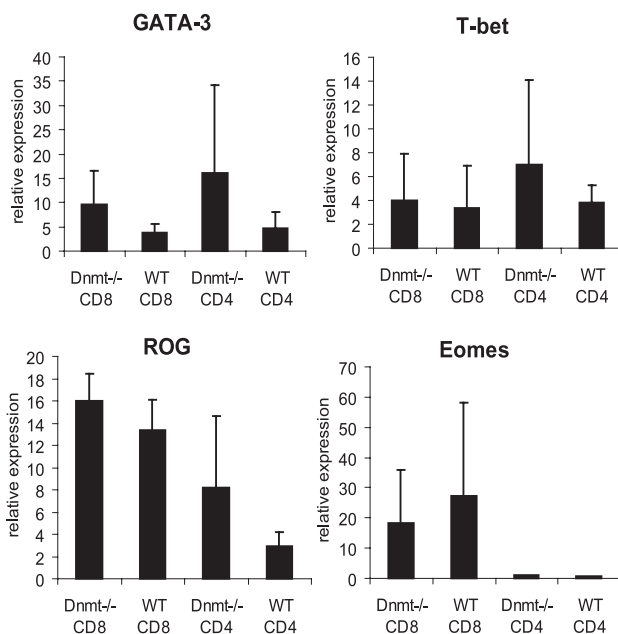 GATA-3
relative expression
40
35
30
25
20
15
10
5
0
Dnmt-/- WT Dnmt-/- WT
CD8 CD8 CD4 CD4
T-bet
relative expression
16
14
12
10
8
6
4
2
0
Dnmt-/- WT Dnmt-/- WT
CD8 CD8 CD4 CD4
ROG
relative expression
20
18
16
14
12
10
8
6
4
2
0
Dnmt-/- WT Dnmt-/- WT
CD8 CD8 CD4 CD4
Eomes
relative expression
70
60
50
40
30
20
10
0
Dnmt-/- WT Dnmt-/- WT
CD8 CD8 CD4 CD4